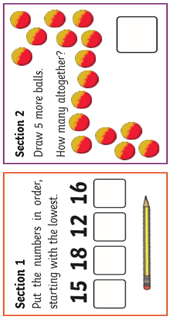 Section 1
Put the numbers in order,
starting with the lowest.
15 18 12 16
Section 2
Draw 5 more balls.
How many altogether?